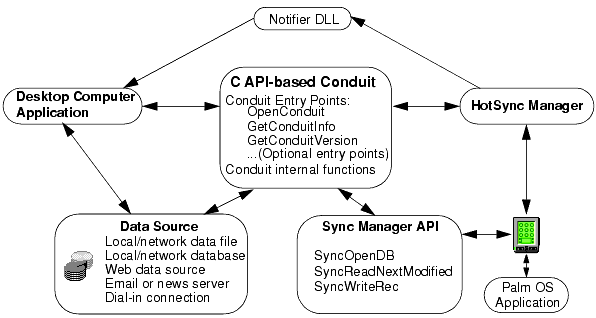 Notifier DLL
Desktop Computer
Application
C API-based Conduit
Conduit Entry Points:
OpenConduit
GetConduitInfo
GetConduitVersion
...(Optional entry points)
Conduit internal functions
HotSync Manager
Data Source
Local/network data file
Local/network database
Web data source
Email or news server
Dial-in connection
Sync Manager API
SyncOpenDB
SyncReadNextModified
SyncWriteRec
Palm OS
Application